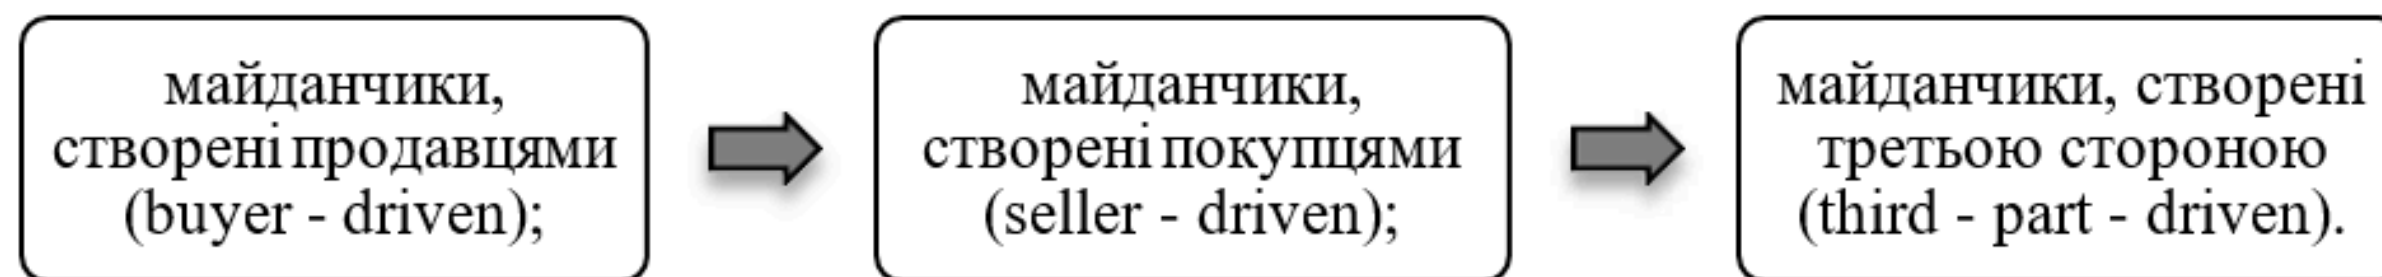 майданчики,
створені продавцями
(buyer - driven);
майданчики,
створені покупцями
(seller - driven);
майданчики, створені
третьою стороною
(third - part - driven).